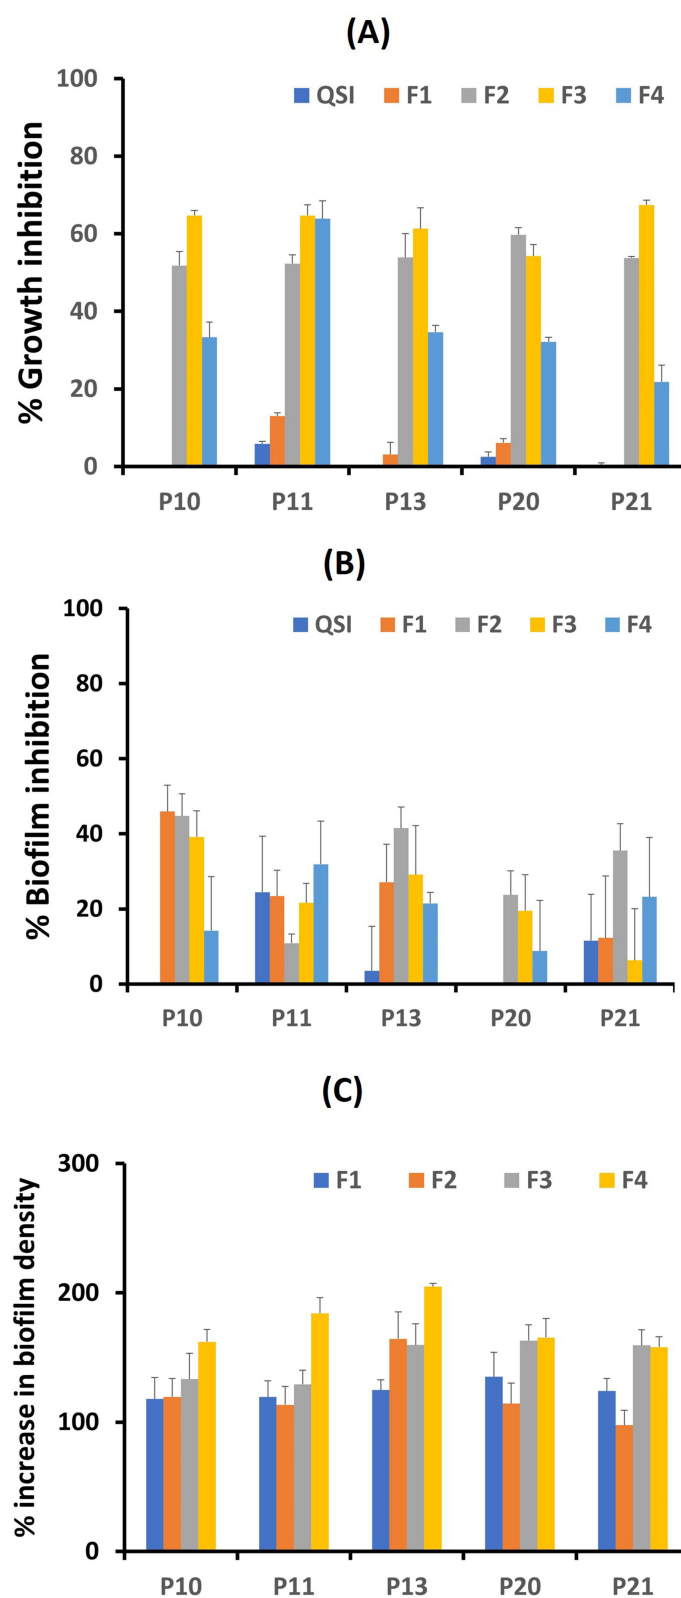 (A)
% Growth inhibition
100
80
60
40
20
0
QSI F1 F2 F3 F4
P10 P11 P13 P20 P21
(B)
% Biofilm inhibition
100
80
60
40
20
0
QSI F1 F2 F3 F4
P10 P11 P13 P20 P21
(C)
% increase in biofilm density
300
200
100
0
F1 F2 F3 F4
P10 P11 P13 P20 P21